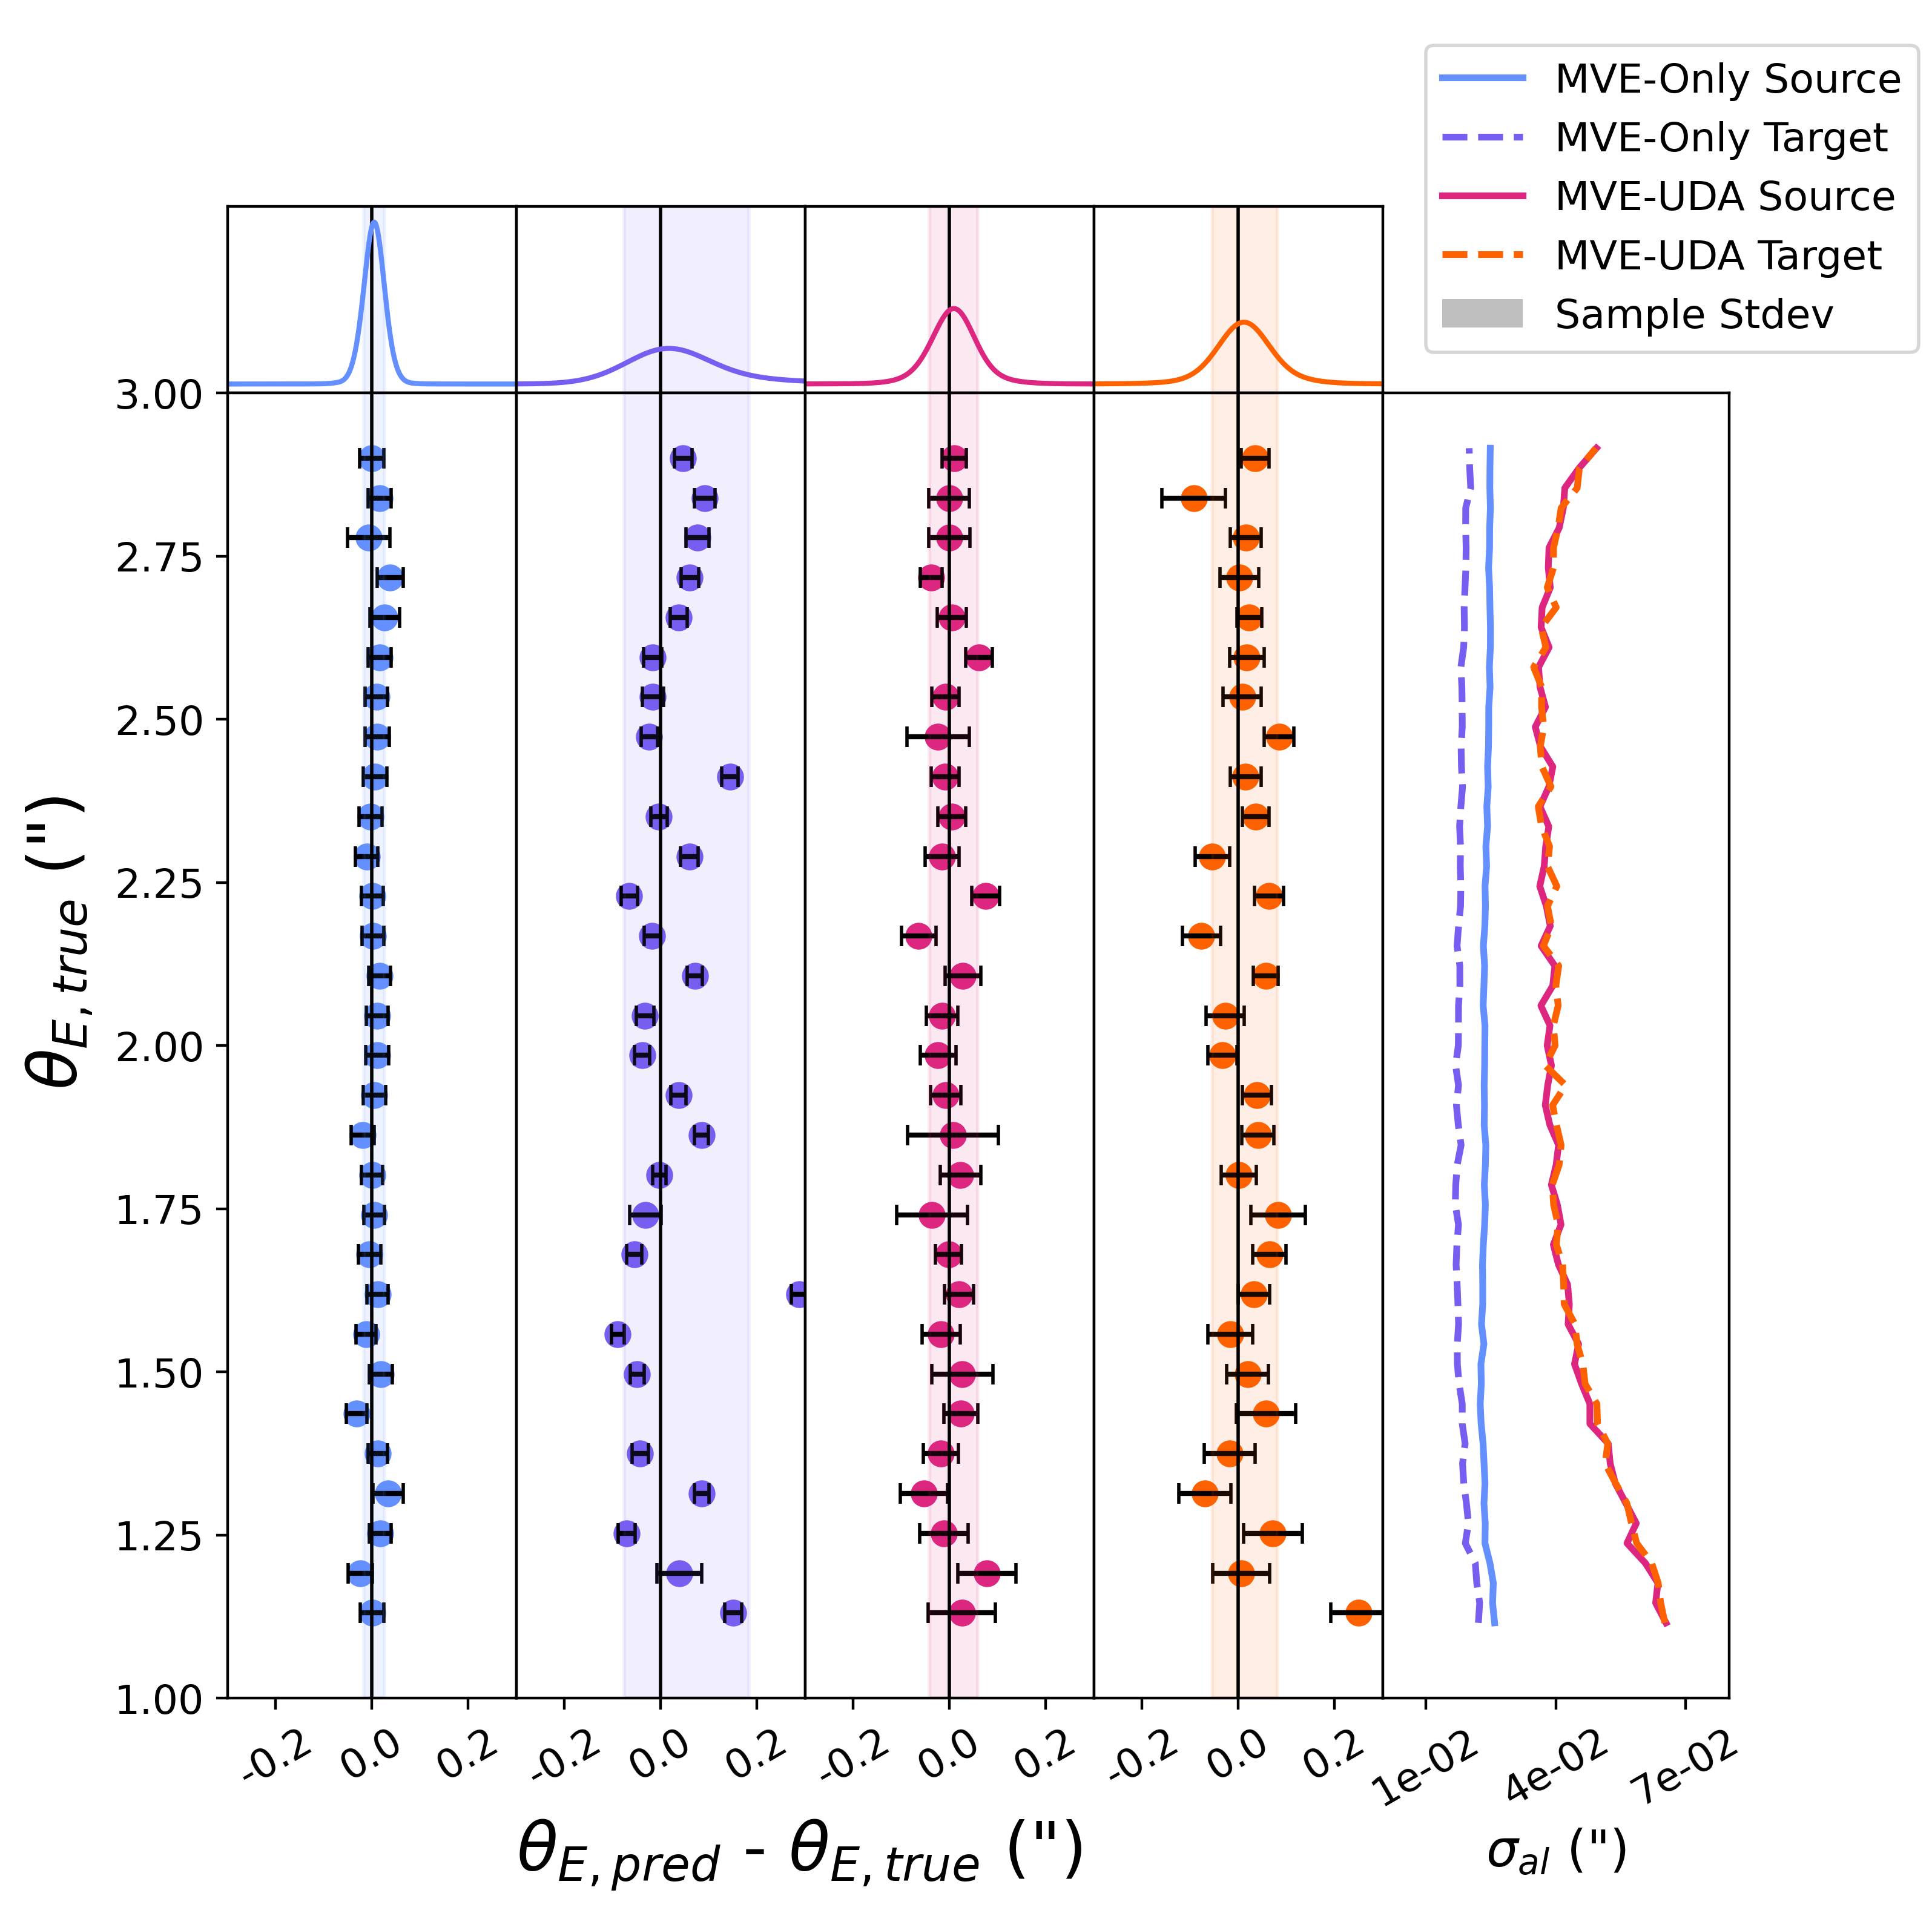 MVE-Only Source
MVE-Only Target
MVE-UDA Source
MVE-UDA Target
Sample Stdev
3.00
2.75
2.50
2.25
2.00
1.75
1.50
1.25
1.00
θE,true (")
-0.2 0.0 0.2 -0.2 0.0 0.2 -0.2 0.0 0.2 -0.2 0.0 0.2 1e-02 4e-02 7e-02
θE,pred - θE,true (") σal (")